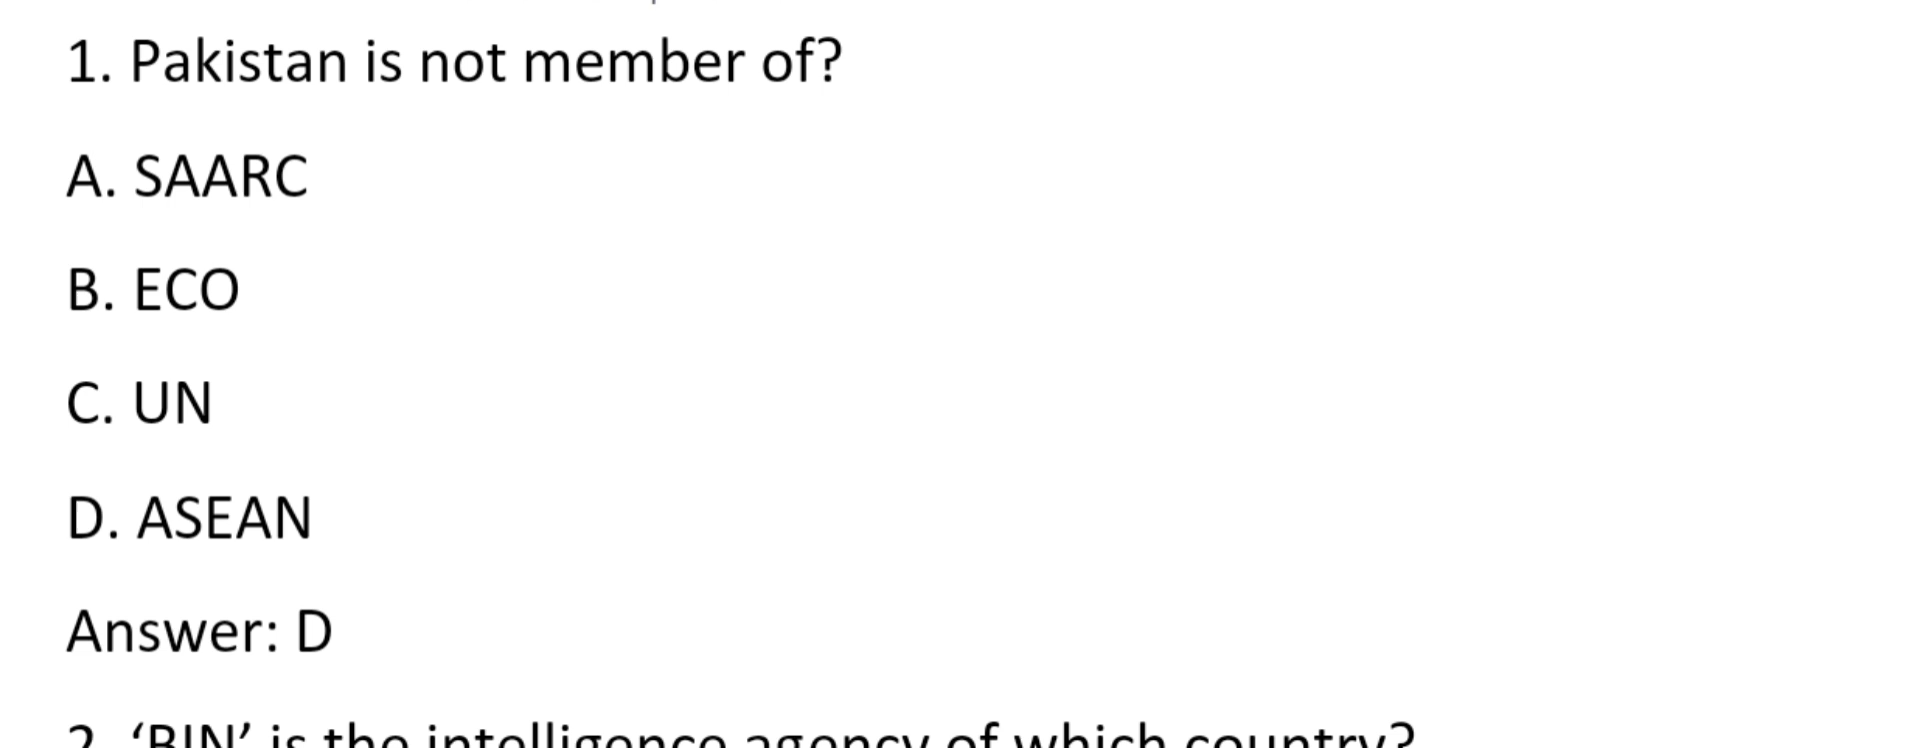 1. Pakistan is not member of?
A. SAARC
B. ECO
C. UN
D. ASEAN
Answer: D
2. ‘BIN’ is the intelligence agency of which country?